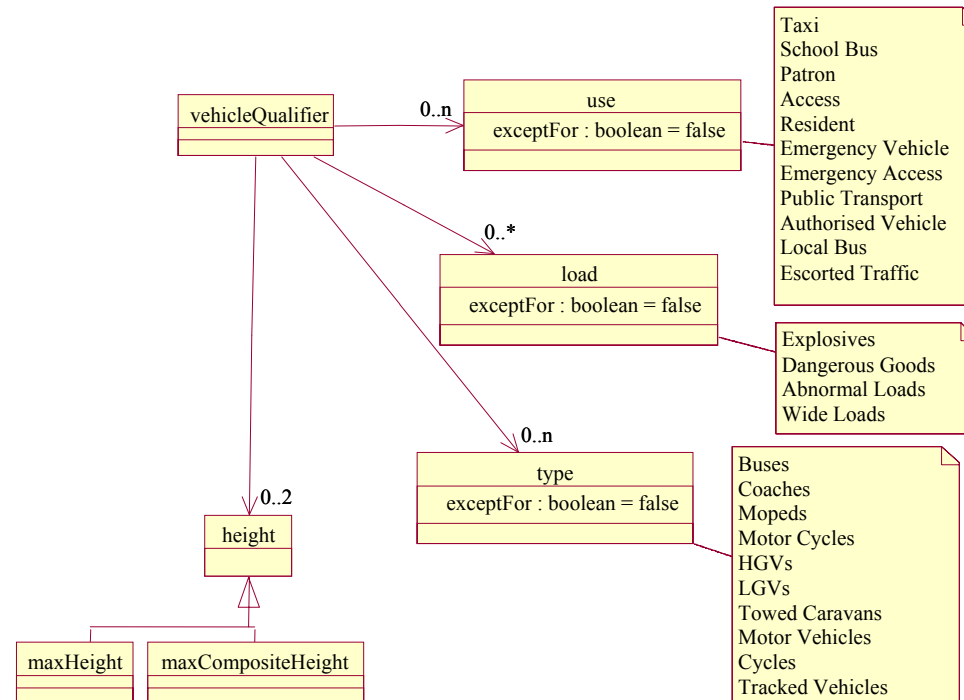 vehicleQualifier
0..n
use
exceptFor : boolean = false
Taxi
School Bus
Patron
Access
Resident
Emergency Vehicle
Emergency Access
Public Transport
Authorised Vehicle
Local Bus
Escorted Traffic
0..*
load
exceptFor : boolean = false
Explosives
Dangerous Goods
Abnormal Loads
Wide Loads
0..n
type
exceptFor : boolean = false
Buses
Coaches
Mopeds
Motor Cycles
HGVs
LGVs
Towed Caravans
Motor Vehicles
Cycles
Tracked Vehicles
0..2
height
maxHeight
maxCompositeHeight